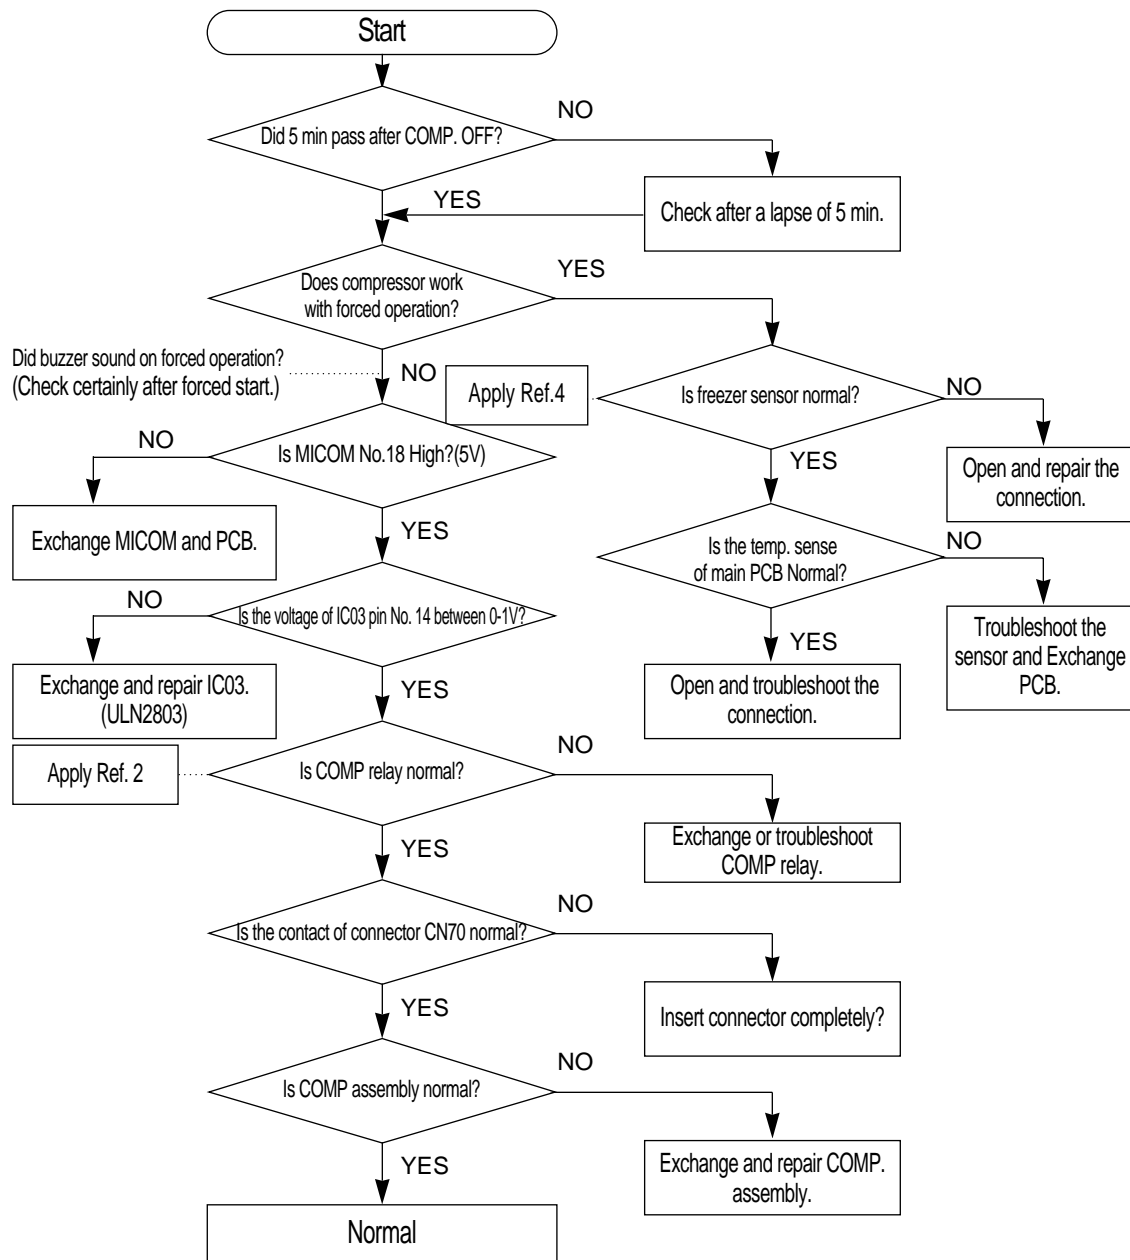 Start
Did 5 min pass after COMP. OFF?
NO
YES
Check after a lapse of 5 min.
Does compressor work
with forced operation?
YES
Did buzzer sound on forced operation?
(Check certainly after forced start.)
NO
Apply Ref.4
Is freezer sensor normal?
NO
Is MICOM No.18 High?(5V)
NO
YES
Open and repair the
connection.
Exchange MICOM and PCB.
YES
Is the temp. sense
of main PCB Normal?
NO
Is the voltage of IC03 pin No. 14 between 0-1V?
NO
YES
Troubleshoot the
sensor and Exchange
PCB.
Exchange and repair IC03.
(ULN2803)
YES
Open and troubleshoot the
connection.
Apply Ref. 2
Is COMP relay normal?
NO
YES
Exchange or troubleshoot
COMP relay.
Is the contact of connector CN70 normal?
NO
YES
Insert connector completely?
Is COMP assembly normal?
NO
YES
Exchange and repair COMP.
assembly.
Normal